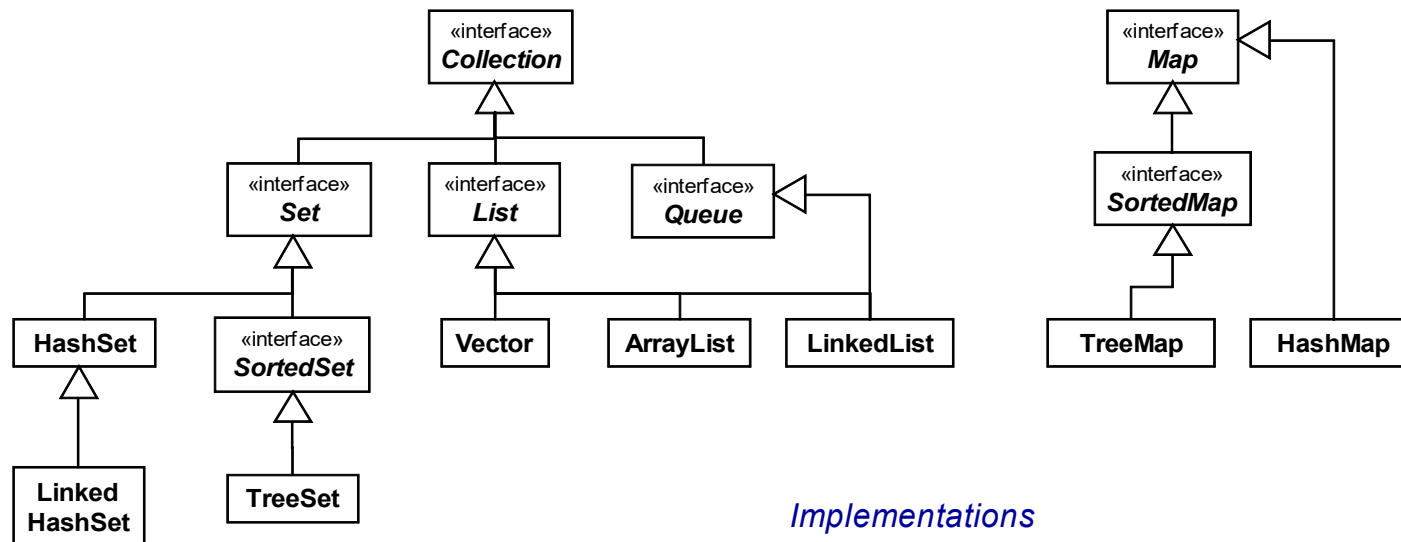 «interface»
Collection
«interface»
Map
«interface»
Set
«interface»
List
«interface»
Queue
«interface»
SortedMap
HashSet
«interface»
SortedSet
Vector
ArrayList
LinkedList
TreeMap
HashMap
Linked
HashSet
TreeSet
Implementations